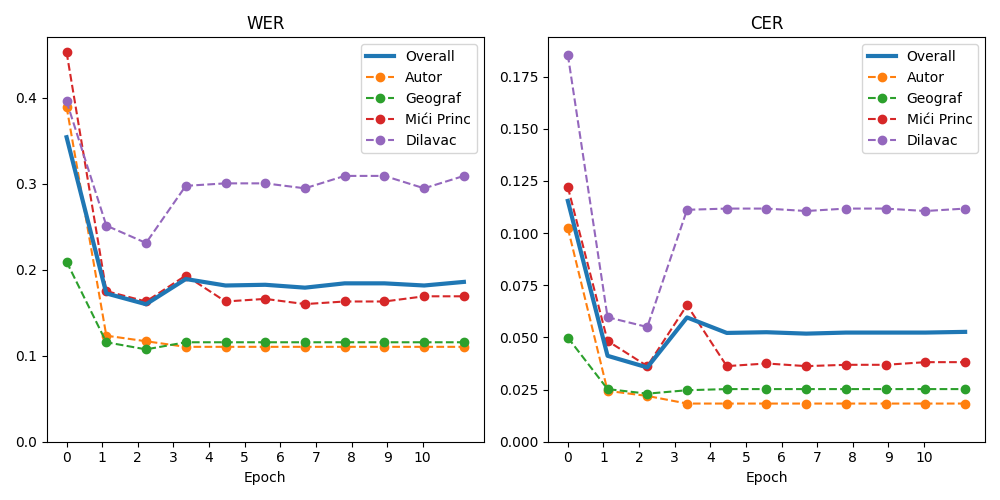 WER
0.4
0.3
0.2
0.1
0.0
0 1 2 3 4 5 6 7 8 9 10
Epoch
Overall
Autor
Geograf
Mići Princ
Dilavac
CER
0.175
0.150
0.125
0.100
0.075
0.050
0.025
0.000
0 1 2 3 4 5 6 7 8 9 10
Epoch
Overall
Autor
Geograf
Mići Princ
Dilavac